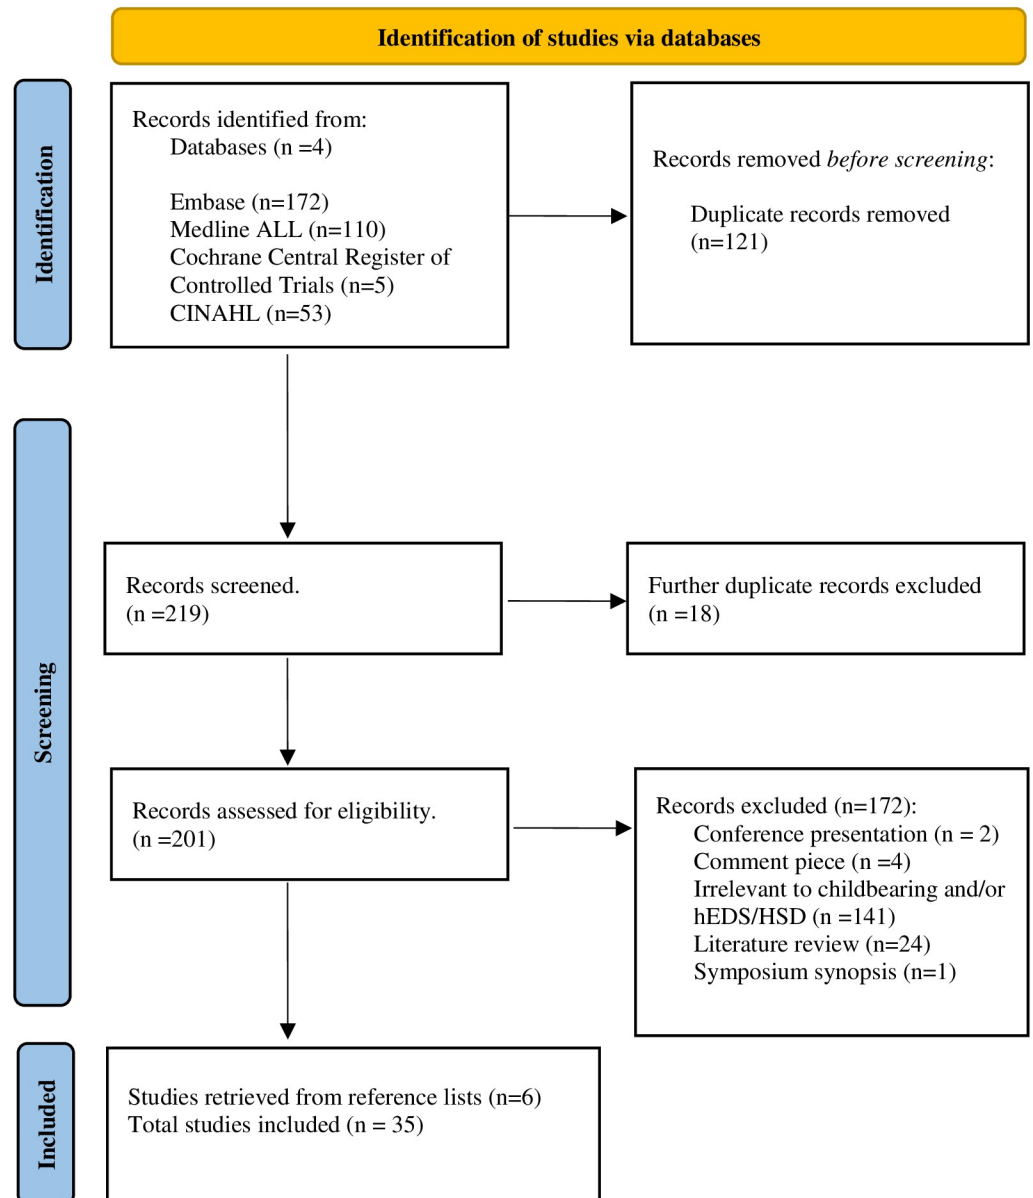 Identification of studies via databases
Identification
Records identified from:
Databases (n =4)
Embase (n=172)
Medline ALL (n=110)
Cochrane Central Register of
Controlled Trials (n=5)
CINAHL (n=53)
Records removed before screening:
Duplicate records removed
(n=121)
Screening
Records screened.
(n =219)
Further duplicate records excluded
(n =18)
Records assessed for eligibility.
(n =201)
Records excluded (n=172):
Conference presentation (n = 2)
Comment piece (n =4)
Irrelevant to childbearing and/or
hEDS/HSD (n =141)
Literature review (n=24)
Symposium synopsis (n=1)
Included
Studies retrieved from reference lists (n=6)
Total studies included (n = 35)